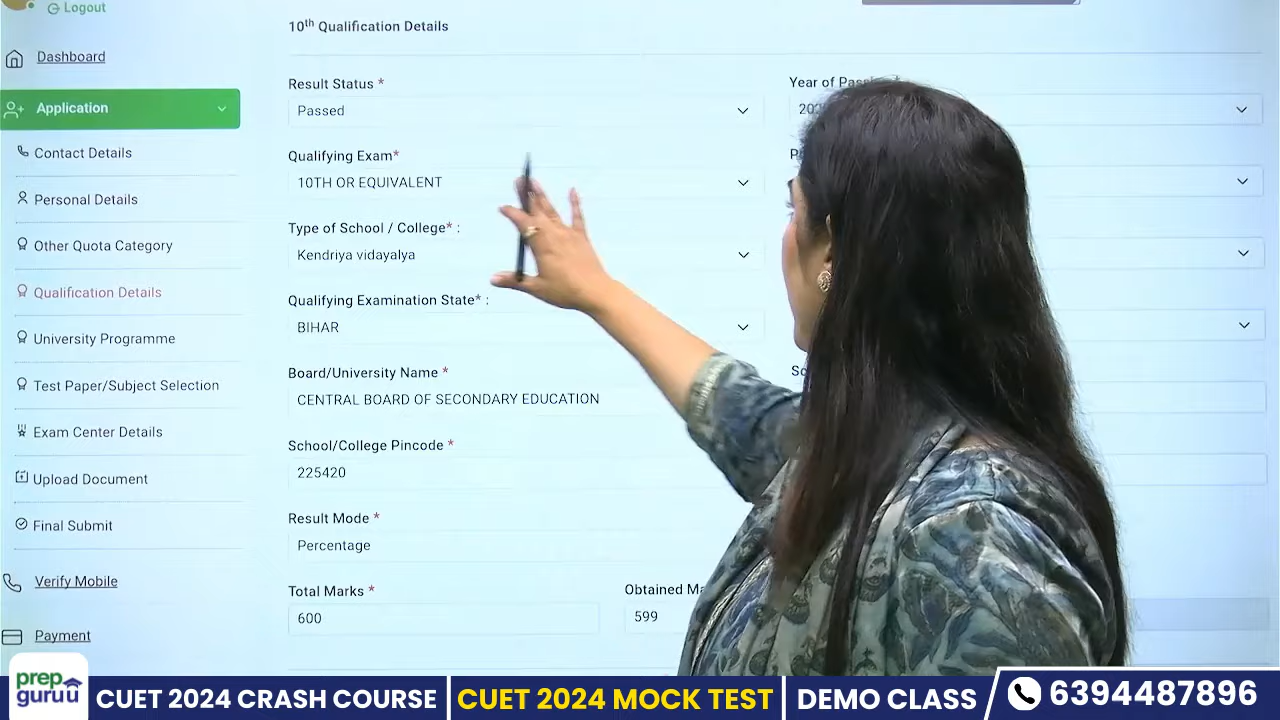 Logout
10th Qualification Details
Dashboard
Result Status *
Passed
Year of
Application
Contact Details
Qualifying Exam*
10TH OR EQUIVALENT
Personal Details
Type of School / College* :
Kendriya vidayalya
Other Quota Category
Qualification Details
Qualifying Examination State* :
BIHAR
University Programme
Board/University Name *
CENTRAL BOARD OF SECONDARY EDUCATION
Test Paper/Subject Selection
Exam Center Details
School/College Pincode *
225420
Upload Document
Result Mode *
Percentage
Final Submit
Verify Mobile
Total Marks *
600
Obtained
599
Payment
prep guru
CUET 2024 CRASH COURSE
CUET 2024 MOCK TEST
DEMO CLASS
6394487896